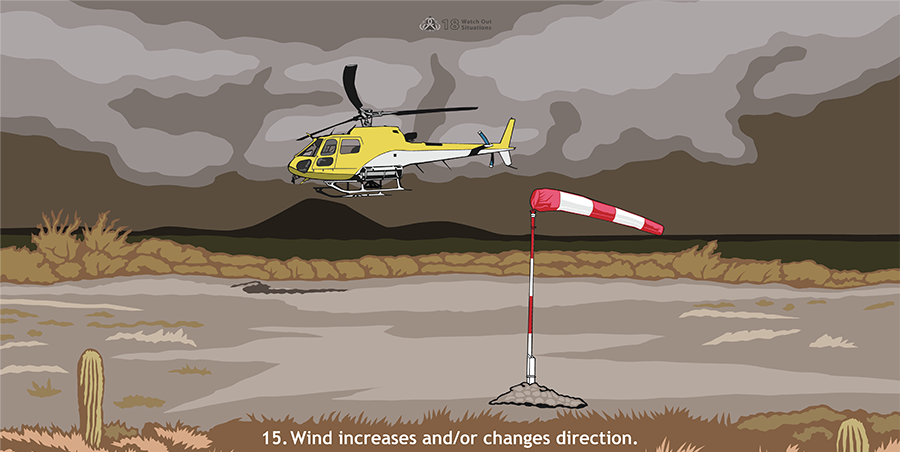 18 Watch Out
Situations
15. Wind increases and/or changes direction.